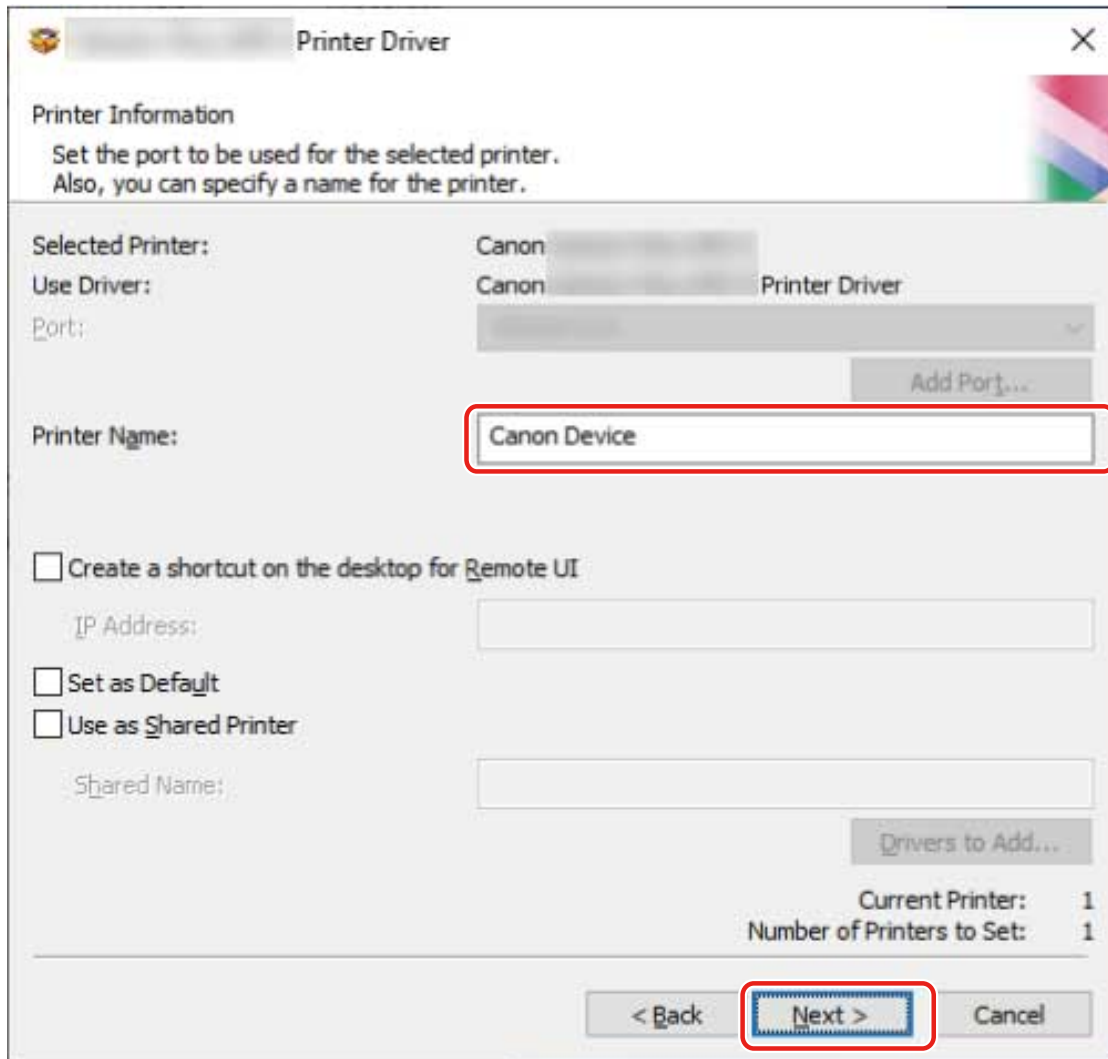 Printer Driver
Printer Information
Set the port to be used for the selected printer.
Also, you can specify a name for the printer.
Selected Printer: Canon
Use Driver: Canon Printer Driver
Port:
Add Port...
Printer Name: Canon Device
Create a shortcut on the desktop for Remote UI
IP Address:
Set as Default
Use as Shared Printer
Shared Name:
Drivers to Add...
Current Printer: 1
Number of Printers to Set: 1
< Back Next > Cancel